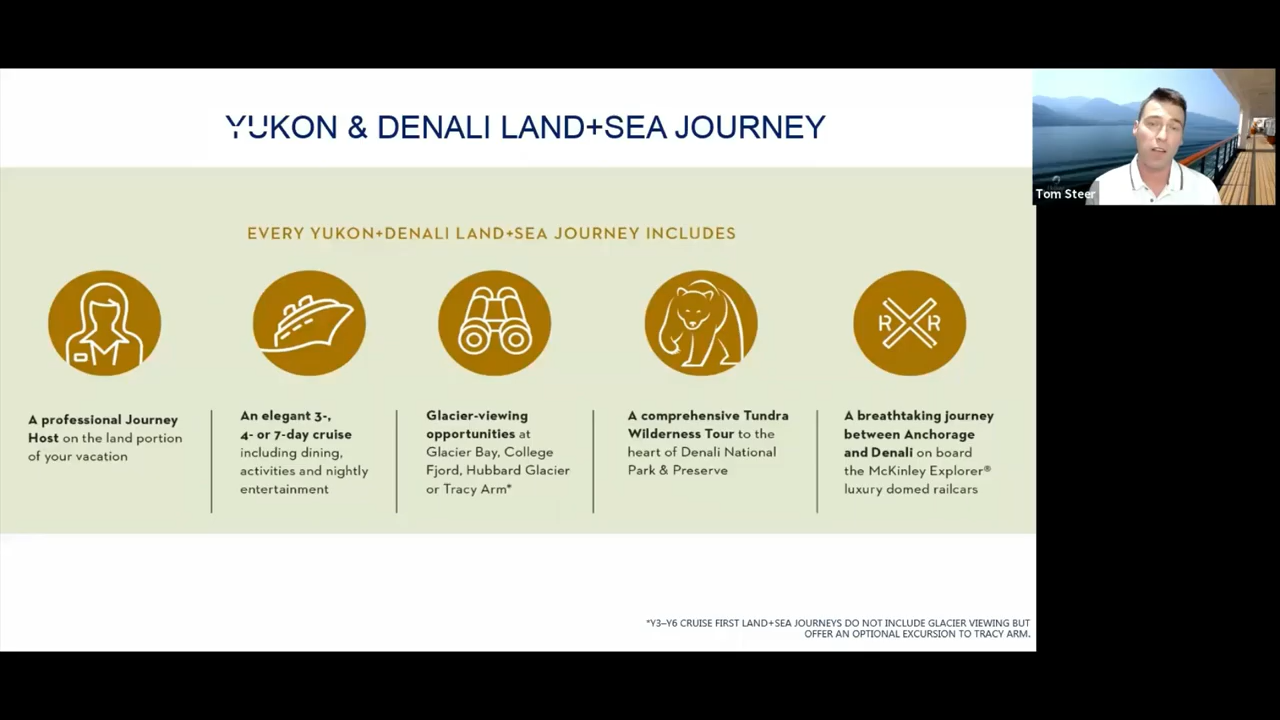 YUKON & DENALI LAND+SEA JOURNEY
Tom Steer
EVERY YUKON+DENALI LAND+SEA JOURNEY INCLUDES
R R
A professional Journey
Host on the land portion
of your vacation
An elegant 3-,
4- or 7-day cruise
including dining,
activities and nightly
entertainment
Glacier-viewing
opportunities at
Glacier Bay, College
Fjord, Hubbard Glacier
or Tracy Arm*
A comprehensive Tundra
Wilderness Tour to the
heart of Denali National
Park & Preserve
A breathtaking journey
between Anchorage
and Denali on board
the McKinley Explorer®
luxury domed railcars
*Y3–Y6 CRUISE FIRST LAND+SEA JOURNEYS DO NOT INCLUDE GLACIER VIEWING BUT
OFFER AN OPTIONAL EXCURSION TO TRACY ARM.